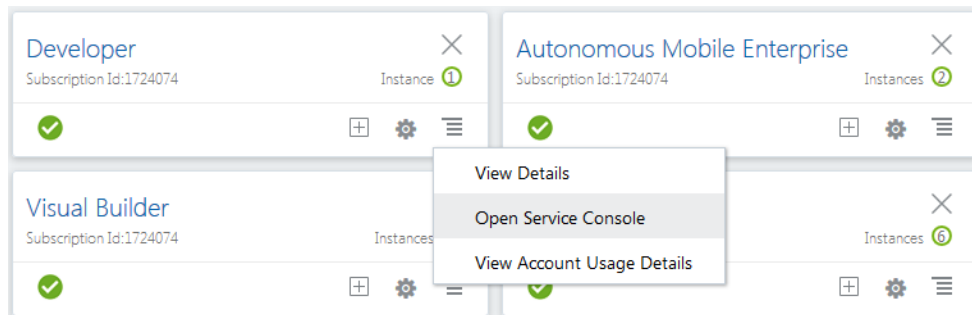 Developer
Subscription Id:1724074
Instance 1
Autonomous Mobile Enterprise
Subscription Id:1724074
Instances 2
View Details
Open Service Console
View Account Usage Details
Visual Builder
Subscription Id:1724074
Instances
Instances 6